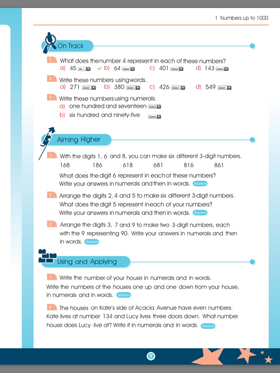 1 Numbers up to 1000
On Track
What does the number 4 represent in each of these numbers?
a) 45 b) 64 c) 401 d) 143
Write these numbers using words.
a) 271 b) 380 c) 426 d) 549
Write these numbers using numerals.
a) one hundred and seventeen
b) six hundred and ninety-five
Aiming Higher
With the digits 1, 6 and 8, you can make six different 3-digit numbers.
168 186 618 681 816 861
What does the digit 6 represent in each of these numbers?
Write your answers in numerals and then in words.
Arrange the digits 2, 4 and 5 to make six different 3-digit numbers.
What does the digit 5 represent in each of your numbers?
Write your answers in numerals and then in words.
Arrange the digits 3, 7 and 9 to make two 3-digit numbers, each
with the 9 representing 90. Write your answers in numerals and then
in words.
Using and Applying
Write the number of your house in numerals and in words.
Write the numbers of the houses one up and one down from your house,
in numerals and in words.
The houses on Kate's side of Acacia Avenue have even numbers.
Kate lives at number 134 and Lucy lives three doors down. What number
house does Lucy live at? Write it in numerals and in words.